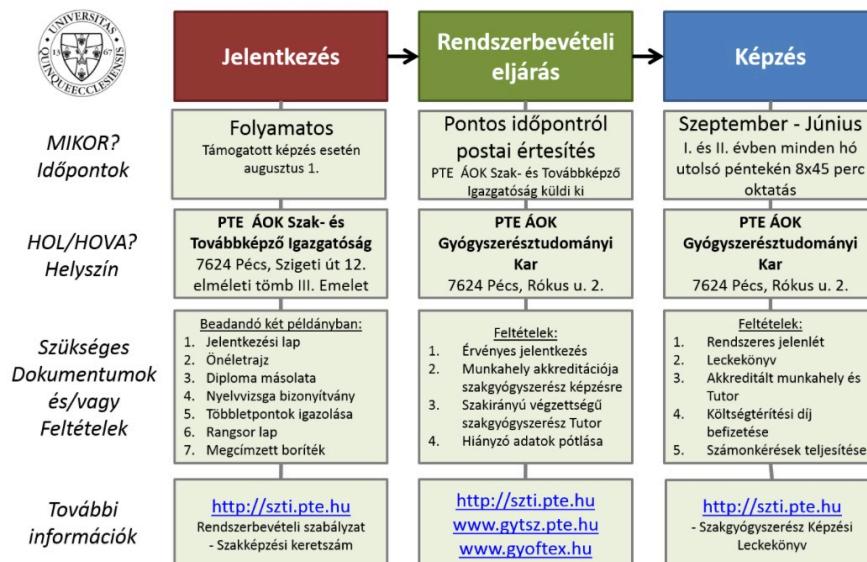 UNIVERSITAS
QUINQUEECCLESIENSIS
13 67
Jelentkezés
Rendszerbevételi
eljárás
Képzés
MIKOR?
Időpontok
Folyamatos
Támogatott képzés esetén
augusztus 1.
Pontos időpontról
postai értesítés
PTE ÁOK Szak- és Továbbképző
Igazgatóság küldi ki
Szeptember - Június
I. és II. évben minden hó
utolsó péntekén 8x45 perc
oktatás
HOL/HOVA?
Helyszín
PTE ÁOK Szak- és
Továbbképző Igazgatóság
7624 Pécs, Szigeti út 12.
elméleti tömb III. Emelet
PTE ÁOK
Gyógyszerésztudományi
Kar
7624 Pécs, Rókus u. 2.
PTE ÁOK
Gyógyszerésztudományi
Kar
7624 Pécs, Rókus u. 2.
Szükséges
Dokumentumok
és/vagy
Feltételek
Beadandó két példányban:
1. Jelentkezési lap
2. Önéletrajz
3. Diploma másolata
4. Nyelvvizsga bizonyítvány
5. Többletpontok igazolása
6. Rangsor lap
7. Megcímzett boríték
Feltételek:
1. Érvényes jelentkezés
2. Munkahely akkreditációja
szakgyógyszerész képzésre
3. Szakirányú végzettségű
szakgyógyszerész Tutor
4. Hiányzó adatok pótlása
Feltételek:
1. Rendszeres jelenlét
2. Leckekönyv
3. Akkreditált munkahely és
Tutor
4. Költségtérítési díj
befizetése
5. Számonkérések teljesítése
További
információk
http://szti.pte.hu
Rendszerbevételi szabályzat
- Szakképzési keretszám
http://szti.pte.hu
www.gytsz.pte.hu
www.gyoftex.hu
http://szti.pte.hu
- Szakgyógyszerész Képzési
Leckekönyv